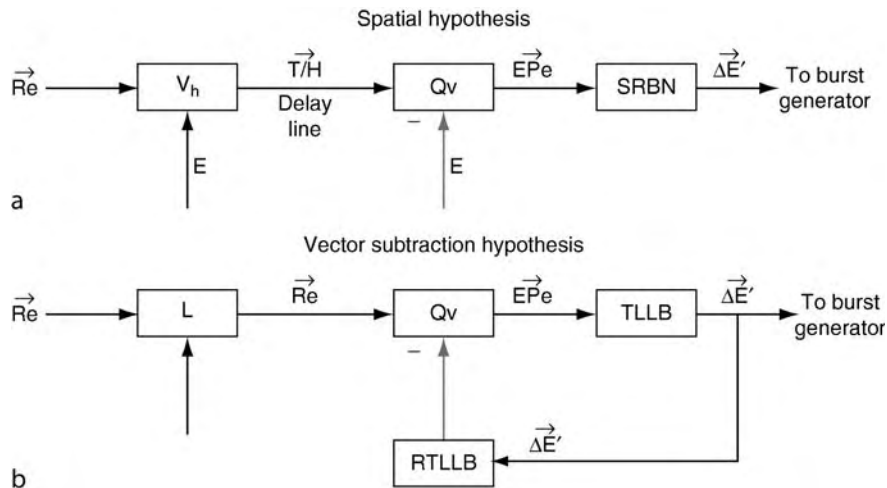 Spatial hypothesis
Re → V_h → T/H → Qv → EPe → SRBN → ΔE′ → To burst
generator
Delay
line
−
E
E
a
Vector subtraction hypothesis
Re → L → Re → Qv → EPe → TLLB → ΔE′ → To burst
generator
−
RTLLB ΔE′
b